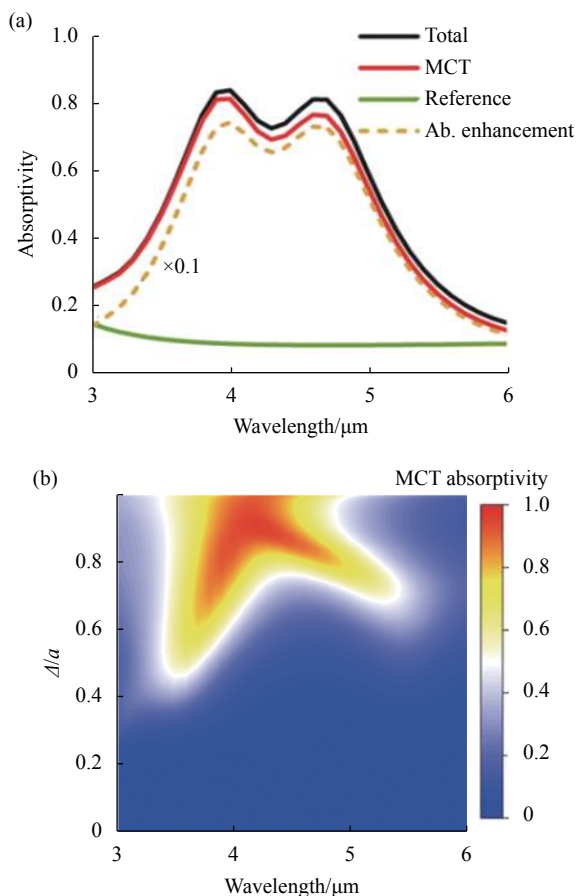 (a)
1.0
0.8
0.6
0.4
0.2
0
Absorptivity
Total
MCT
Reference
Ab. enhancement
×0.1
3 4 5 6
Wavelength/μm
(b)
MCT absorptivity
0.8
0.6
0.4
0.2
0
Δ/a
1.0
0.8
0.6
0.4
0.2
0
3 4 5 6
Wavelength/μm